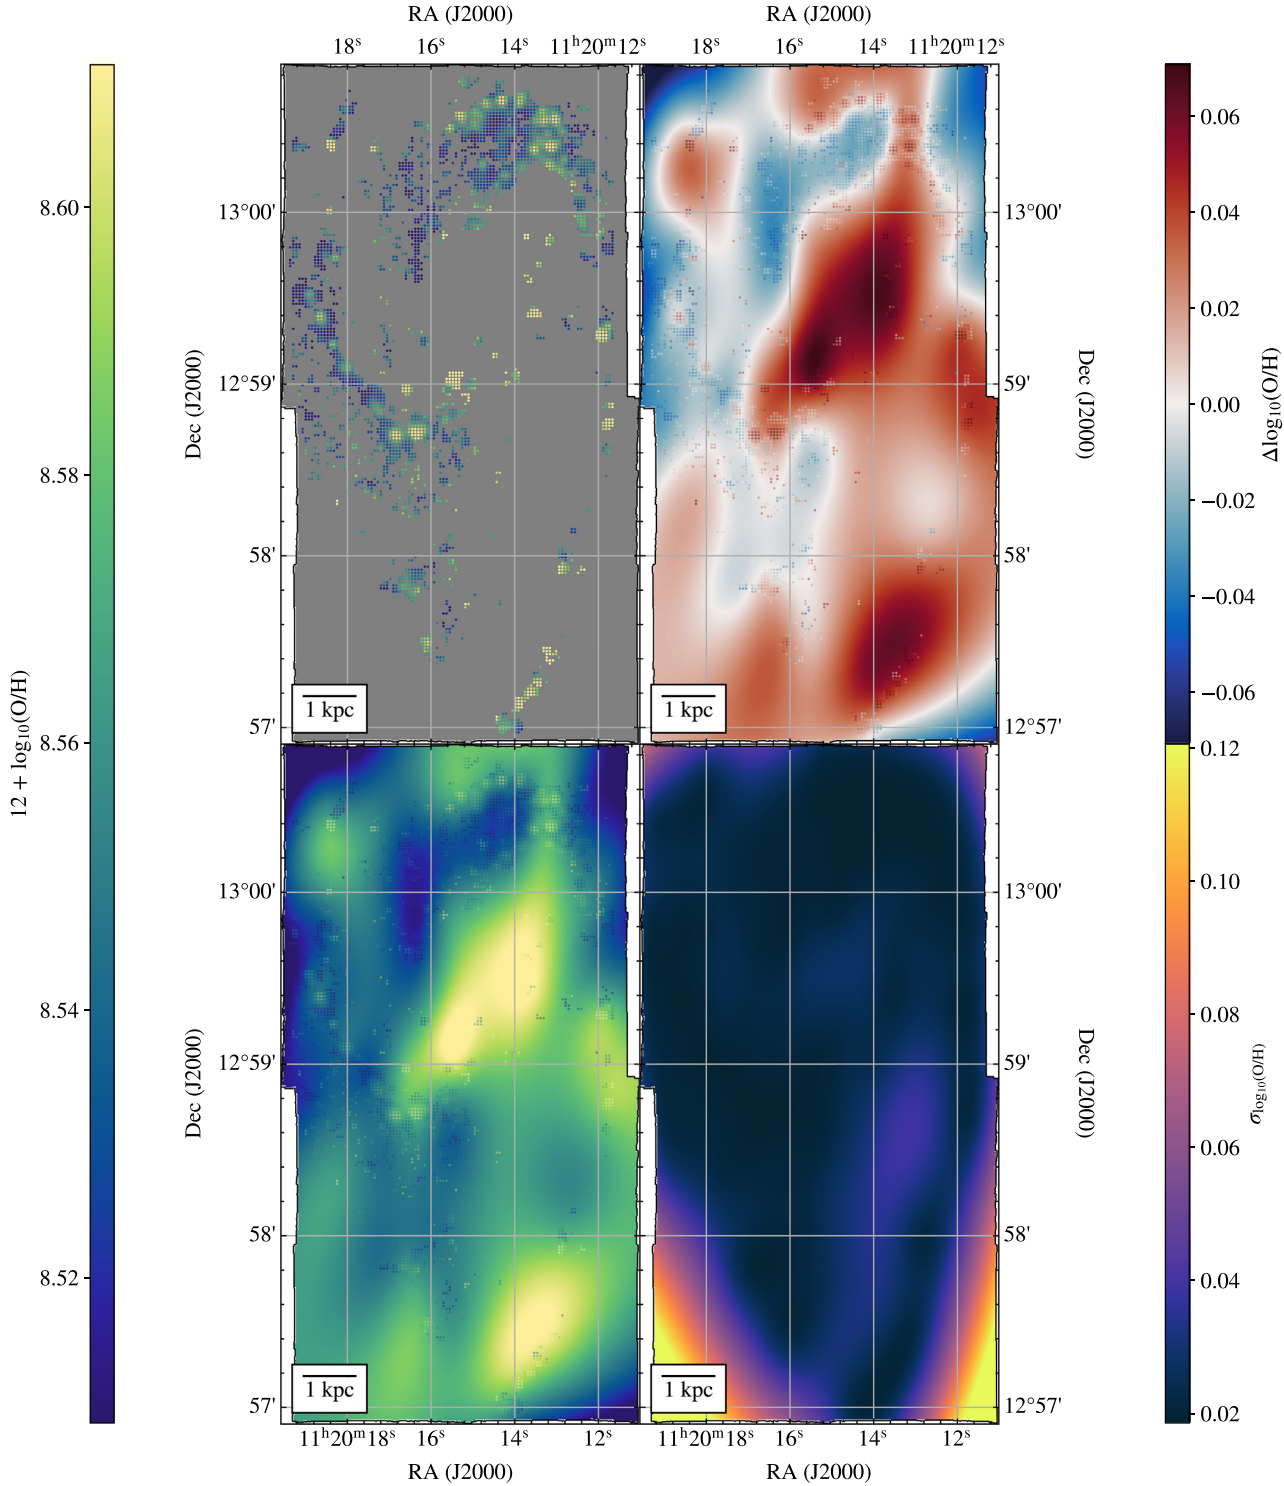 RA (J2000) RA (J2000)
18ˢ 16ˢ 14ˢ 11ʰ20ᵐ12ˢ 18ˢ 16ˢ 14ˢ 11ʰ20ᵐ12ˢ
13°00' 13°00'
12°59' 59'
58' 58'
57' 12°57'
Dec (J2000)
Dec (J2000)
1 kpc 1 kpc
8.60
8.58
8.56
8.54
8.52
12 + log₁₀(O/H)
0.06
0.04
0.02
0.00
−0.02
−0.04
−0.06
Δlog₁₀(O/H)
13°00' 13°00'
12°59' 59'
58' 58'
57' 12°57'
Dec (J2000)
Dec (J2000)
1 kpc 1 kpc
0.12
0.10
0.08
0.06
0.04
0.02
σlog₁₀(O/H)
11ʰ20ᵐ18ˢ 16ˢ 14ˢ 12ˢ 11ʰ20ᵐ18ˢ 16ˢ 14ˢ 12ˢ
RA (J2000) RA (J2000)